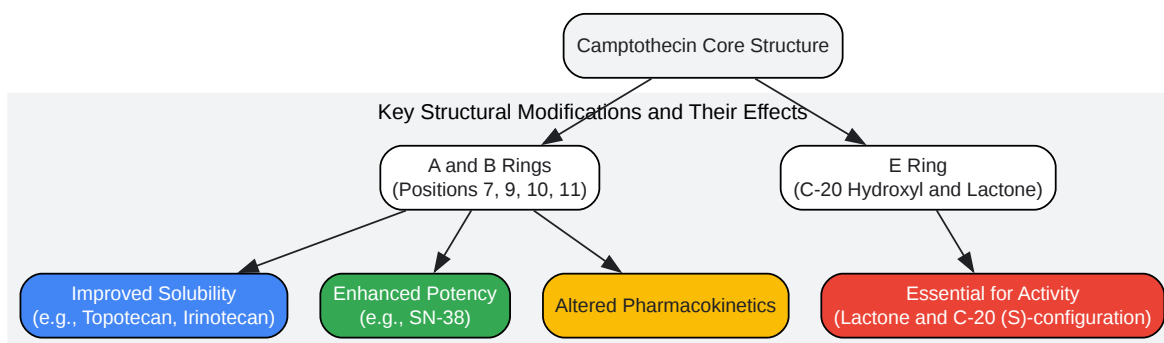 Camptothecin Core Structure
Key Structural Modifications and Their Effects
A and B Rings
(Positions 7, 9, 10, 11)
E Ring
(C-20 Hydroxyl and Lactone)
Improved Solubility
(e.g., Topotecan, Irinotecan)
Enhanced Potency
(e.g., SN-38)
Altered Pharmacokinetics
Essential for Activity
(Lactone and C-20 (S)-configuration)